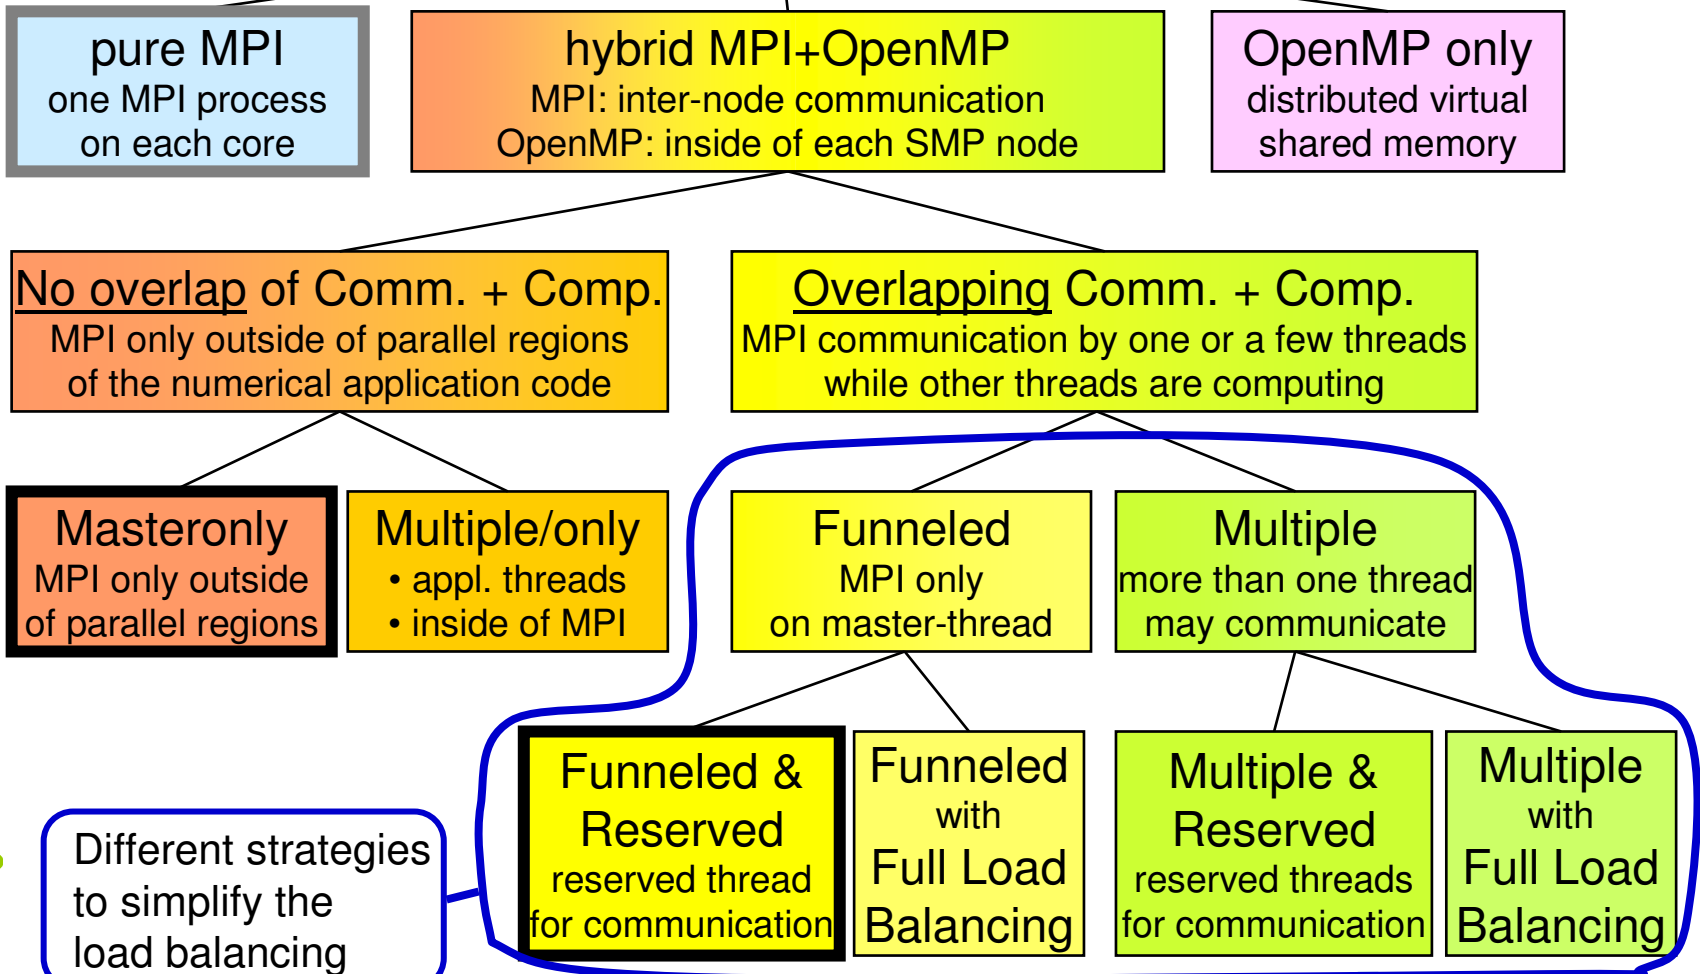 pure MPI
one MPI process
on each core
hybrid MPI+OpenMP
MPI: inter-node communication
OpenMP: inside of each SMP node
OpenMP only
distributed virtual
shared memory
No overlap of Comm. + Comp.
MPI only outside of parallel regions
of the numerical application code
Overlapping Comm. + Comp.
MPI communication by one or a few threads
while other threads are computing
Masteronly
MPI only outside
of parallel regions
Multiple/only
• appl. threads
• inside of MPI
Funneled
MPI only
on master-thread
Multiple
more than one thread
may communicate
Different strategies
to simplify the
load balancing
Funneled &
Reserved
reserved thread
for communication
Funneled
with
Full Load
Balancing
Multiple &
Reserved
reserved threads
for communication
Multiple
with
Full Load
Balancing